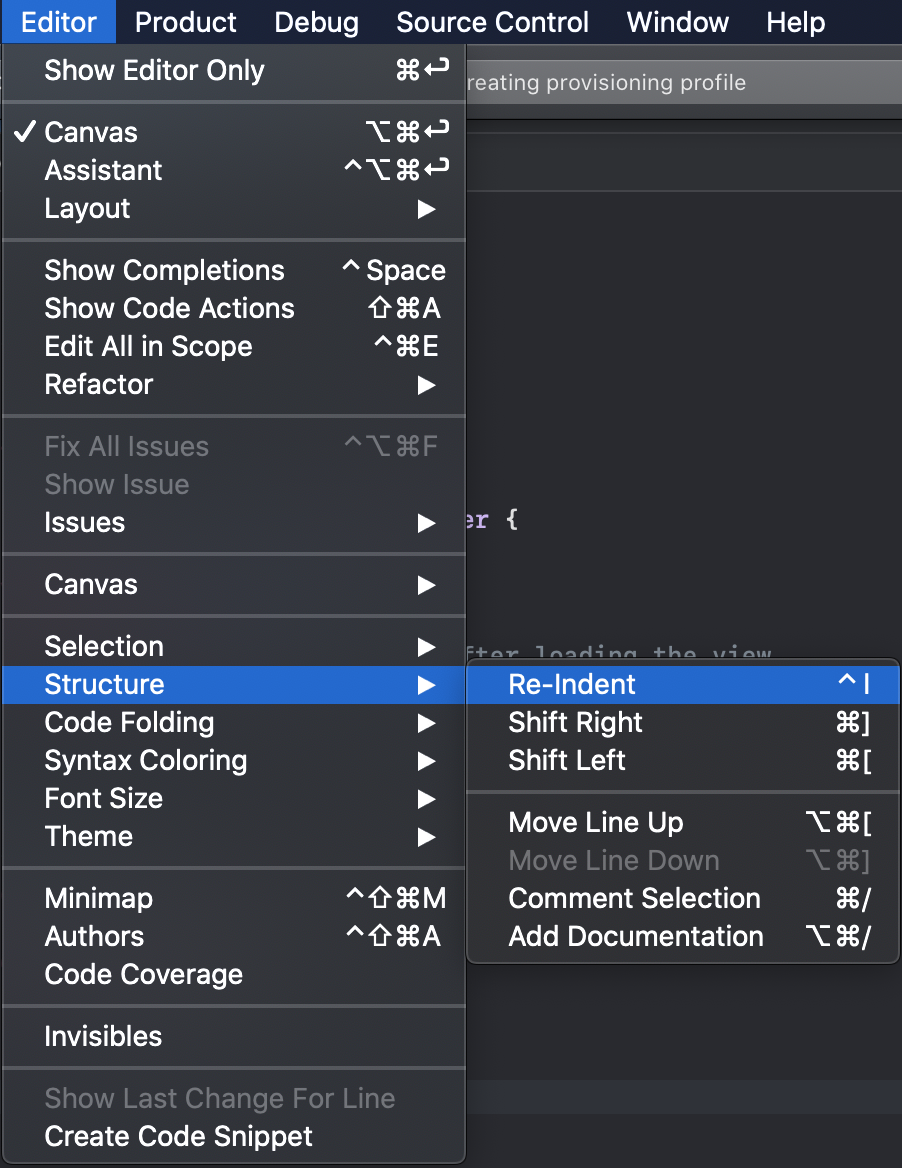 Editor Product Debug Source Control Window Help
Show Editor Only ⌘↩
reating provisioning profile
✓ Canvas ⌥⌘↩
Assistant ^⌥⌘↩
Layout ▶
Show Completions ^Space
Show Code Actions ⇧⌘A
Edit All in Scope ^⌘E
Refactor ▶
Fix All Issues ^⌥⌘F
Show Issue
Issues ▶
er {
Canvas ▶
Selection ▶
fter loading the view
Structure ▶
Code Folding ▶
Syntax Coloring ▶
Font Size ▶
Theme ▶
Minimap ^⇧⌘M
Authors ^⇧⌘A
Code Coverage
Invisibles
Show Last Change For Line
Create Code Snippet
Re-Indent ^I
Shift Right ⌘]
Shift Left ⌘[
Move Line Up ⌥⌘[
Move Line Down ⌥⌘]
Comment Selection ⌘/
Add Documentation ⌥⌘/